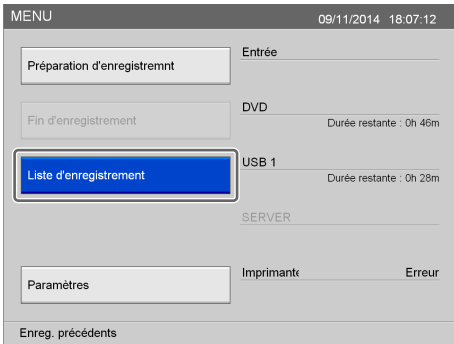 MENU 09/11/2014 18:07:12
Préparation d'enregistremnt
Entrée
Fin d'enregistrement
DVD
Durée restante : 0h 46m
Liste d'enregistrement
USB 1
Durée restante : 0h 28m
SERVER
Paramètres
Imprimante Erreur
Enreg. précédents